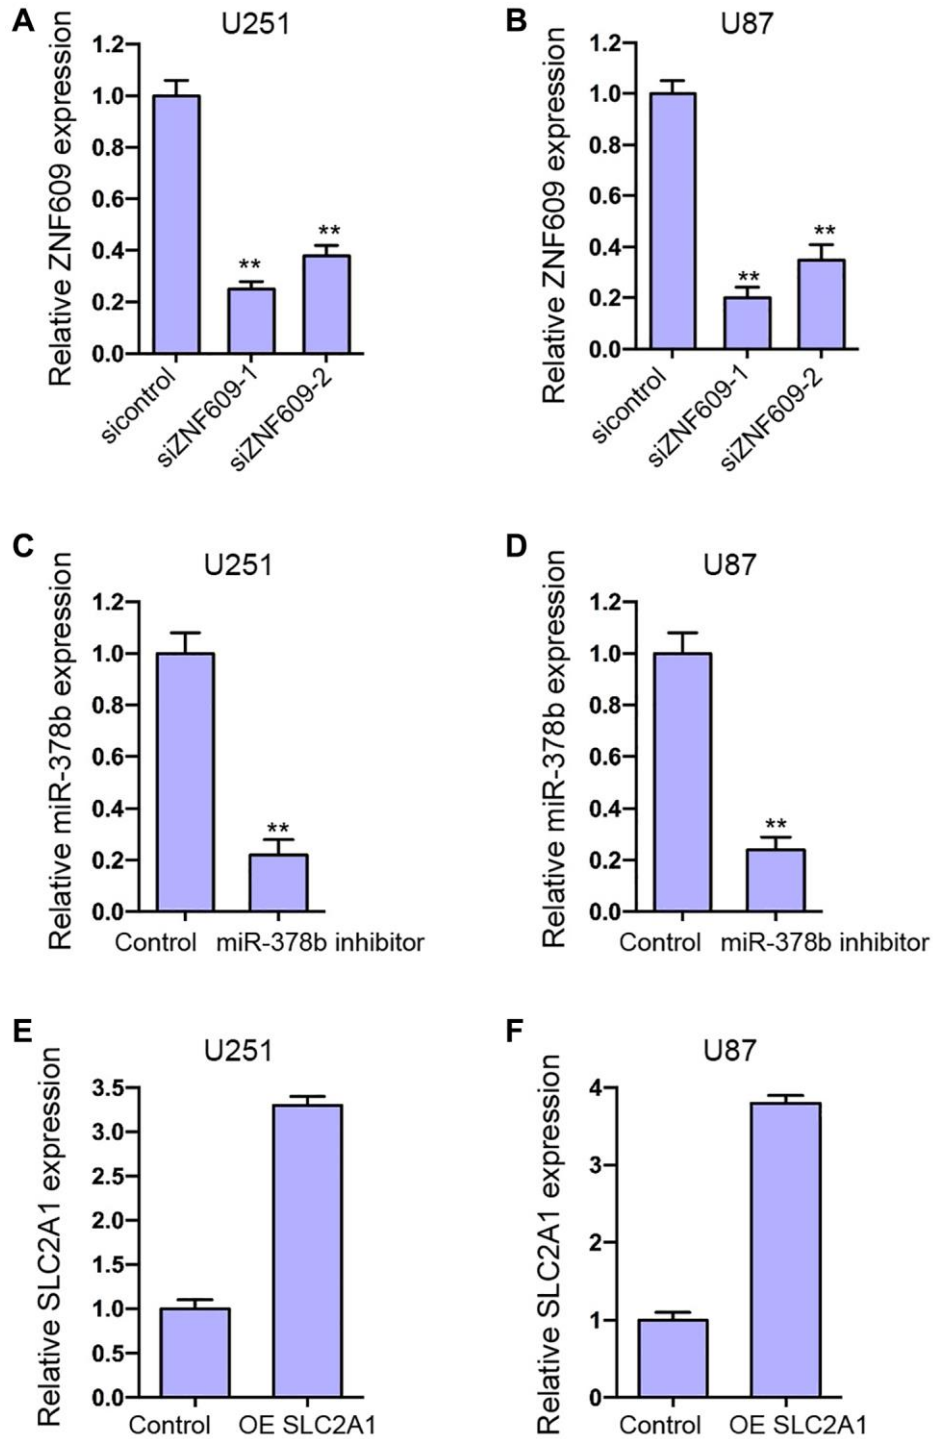 A
U251
Relative ZNF609 expression
1.2
1.0
0.8
0.6
0.4
0.2
0.0
**
**
sicontrol
siZNF609-1
siZNF609-2
B
U87
Relative ZNF609 expression
1.2
1.0
0.8
0.6
0.4
0.2
0.0
**
**
sicontrol
siZNF609-1
siZNF609-2
C
U251
Relative miR-378b expression
1.2
1.0
0.8
0.6
0.4
0.2
0.0
**
Control
miR-378b inhibitor
D
U87
Relative miR-378b expression
1.2
1.0
0.8
0.6
0.4
0.2
0.0
**
Control
miR-378b inhibitor
E
U251
Relative SLC2A1 expression
3.5
3.0
2.5
2.0
1.5
1.0
0.5
0.0
Control
OE SLC2A1
F
U87
Relative SLC2A1 expression
4
3
2
1
0
Control
OE SLC2A1